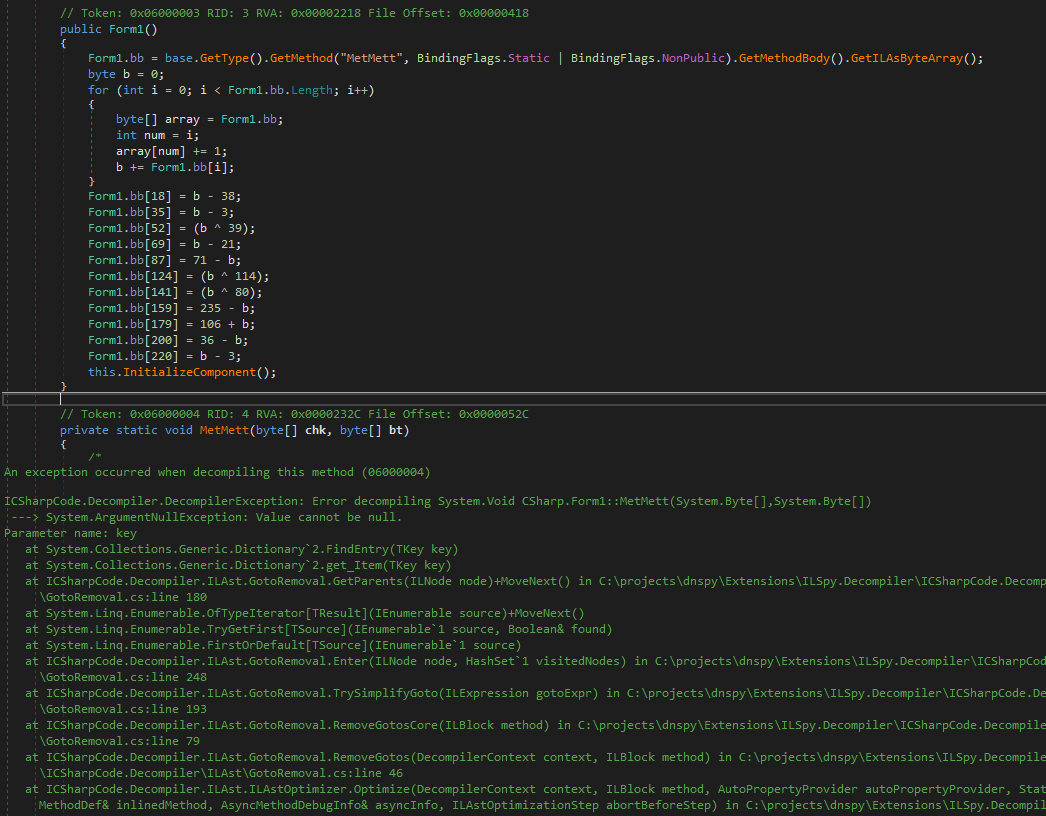 // Token: 0x06000003 RID: 3 RVA: 0x00002218 File Offset: 0x00000418
public Form1()
{
Form1.bb = base.GetType().GetMethod("MetMett", BindingFlags.Static | BindingFlags.NonPublic).GetMethodBody().GetILAsByteArray();
byte b = 0;
for (int i = 0; i < Form1.bb.Length; i++)
{
byte[] array = Form1.bb;
int num = i;
array[num] += 1;
b += Form1.bb[i];
}
Form1.bb[18] = b - 38;
Form1.bb[35] = b - 3;
Form1.bb[52] = (b ^ 39);
Form1.bb[69] = b - 21;
Form1.bb[87] = 71 - b;
Form1.bb[124] = (b ^ 114);
Form1.bb[141] = (b ^ 80);
Form1.bb[159] = 235 - b;
Form1.bb[179] = 106 + b;
Form1.bb[200] = 36 - b;
Form1.bb[220] = b - 3;
this.InitializeComponent();
}
// Token: 0x06000004 RID: 4 RVA: 0x0000232C File Offset: 0x0000052C
private static void MetMett(byte[] chk, byte[] bt)
{
/*
An exception occurred when decompiling this method (06000004)
ICSharpCode.Decompiler.DecompilerException: Error decompiling System.Void CSharp.Form1::MetMett(System.Byte[],System.Byte[])
---> System.ArgumentNullException: Value cannot be null.
Parameter name: key
at System.Collections.Generic.Dictionary`2.FindEntry(TKey key)
at System.Collections.Generic.Dictionary`2.get_Item(TKey key)
at ICSharpCode.Decompiler.ILAst.GotoRemoval.GetParents(ILNode node)+MoveNext() in C:\projects\dnspy\Extensions\ILSpy.Decompiler\ICSharpCode.Decomp
\GotoRemoval.cs:line 180
at System.Linq.Enumerable.OfTypeIterator[TResult](IEnumerable source)+MoveNext()
at System.Linq.Enumerable.TryGetFirst[TSource](IEnumerable`1 source, Boolean& found)
at System.Linq.Enumerable.FirstOrDefault[TSource](IEnumerable`1 source)
at ICSharpCode.Decompiler.ILAst.GotoRemoval.Enter(ILNode node, HashSet`1 visitedNodes) in C:\projects\dnspy\Extensions\ILSpy.Decompiler\ICSharpCod
\GotoRemoval.cs:line 248
at ICSharpCode.Decompiler.ILAst.GotoRemoval.TrySimplifyGoto(ILExpression gotoExpr) in C:\projects\dnspy\Extensions\ILSpy.Decompiler\ICSharpCode.De
\GotoRemoval.cs:line 193
at ICSharpCode.Decompiler.ILAst.GotoRemoval.RemoveGotosCore(ILBlock method) in C:\projects\dnspy\Extensions\ILSpy.Decompiler\ICSharpCode.Decompile
\GotoRemoval.cs:line 79
at ICSharpCode.Decompiler.ILAst.GotoRemoval.RemoveGotos(DecompilerContext context, ILBlock method) in C:\projects\dnspy\Extensions\ILSpy.Decompiler
\ICSharpCode.Decompiler\ILAst\GotoRemoval.cs:line 46
at ICSharpCode.Decompiler.ILAst.ILAstOptimizer.Optimize(DecompilerContext context, ILBlock method, AutoPropertyProvider autoPropertyProvider, Stat
MethodDef& inlinedMethod, AsyncMethodDebugInfo& asyncInfo, ILAstOptimizationStep abortBeforeStep) in C:\projects\dnspy\Extensions\ILSpy.Decompil